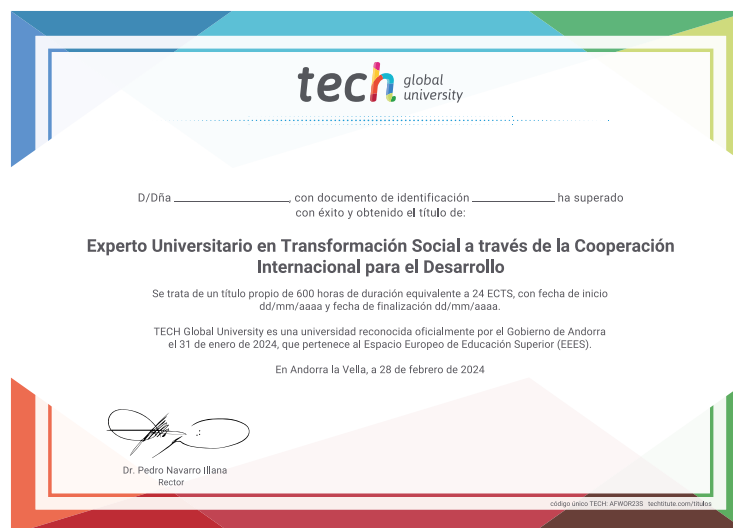 tech global
university
D/Dña ______________, con documento de identificación ____________ ha superado
con éxito y obtenido el título de:
Experto Universitario en Transformación Social a través de la Cooperación
Internacional para el Desarrollo
Se trata de un título propio de 600 horas de duración equivalente a 24 ECTS, con fecha de inicio
dd/mm/aaaa y fecha de finalización dd/mm/aaaa.
TECH Global University es una universidad reconocida oficialmente por el Gobierno de Andorra
el 31 de enero de 2024, que pertenece al Espacio Europeo de Educación Superior (EEES).
En Andorra la Vella, a 28 de febrero de 2024
Dr. Pedro Navarro Illana
Rector
código único TECH: AFWOR23S techtitute.com/titulos